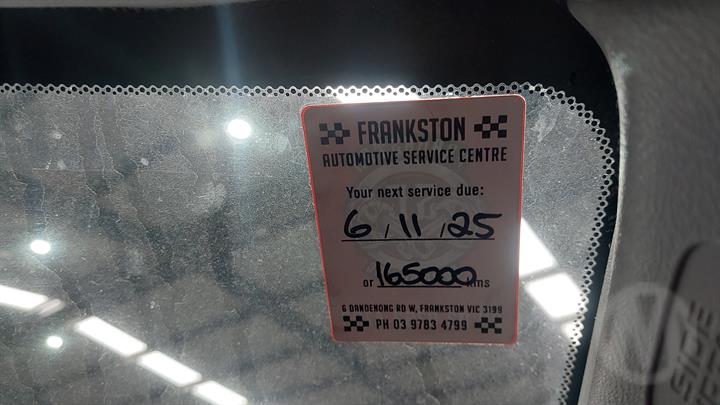 FRANKSTON
AUTOMOTIVE SERVICE CENTRE
Your next service due:
6, 11, 25
or 165000 kms
6 DANDENONG RD W, FRANKSTON VIC 3199
PH 03 9783 4799
SIDE